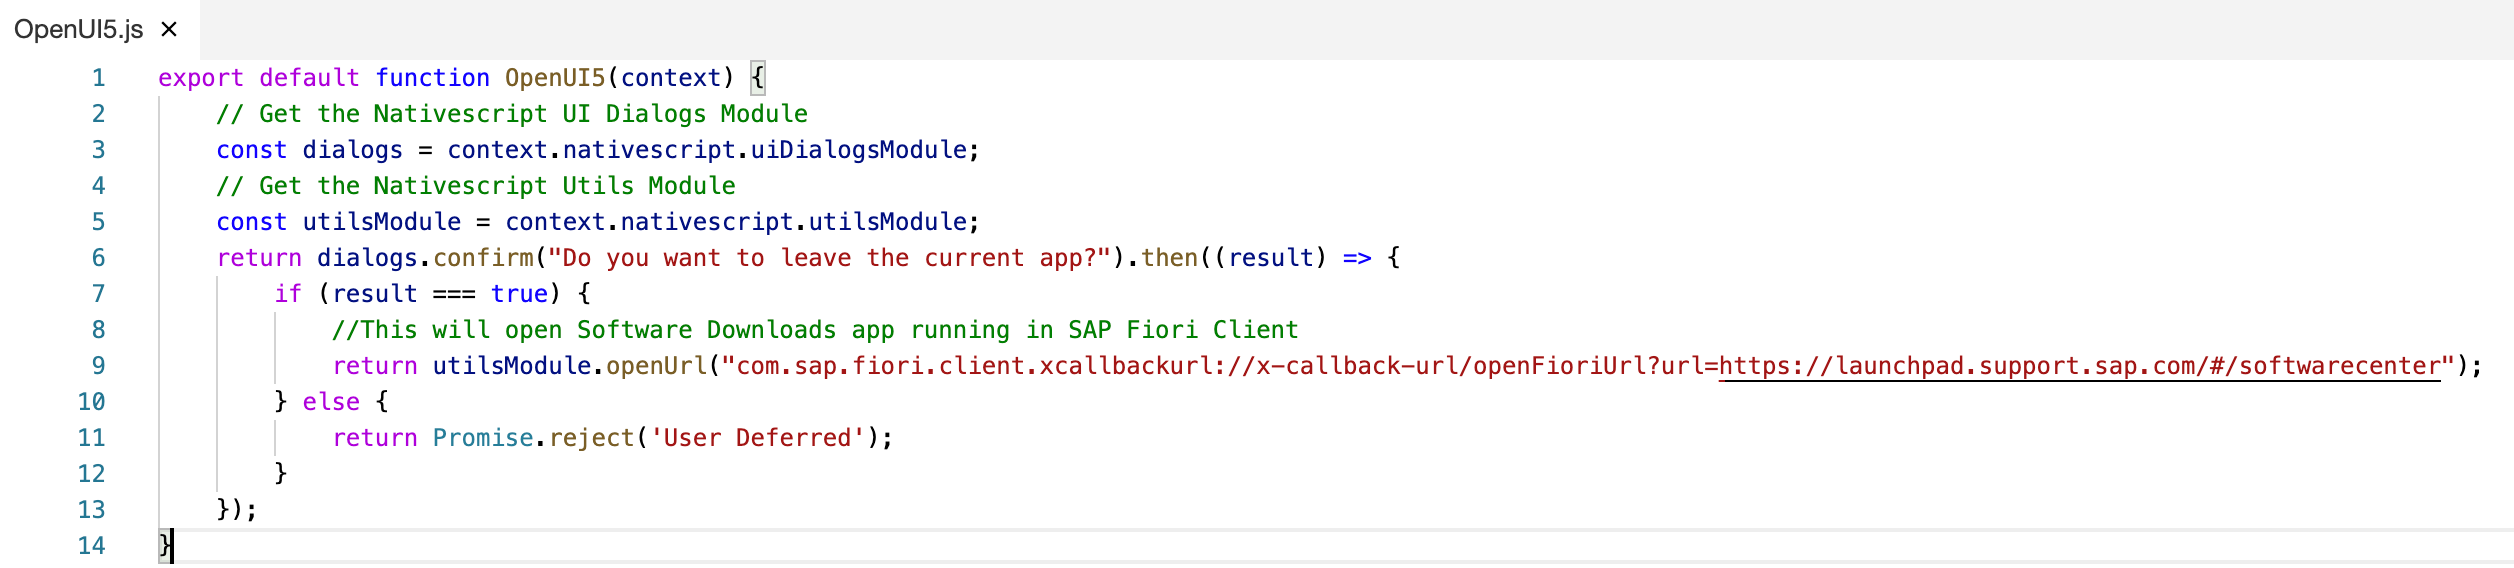 OpenUI5.js ×
1 export default function OpenUI5(context) {
2 // Get the Nativescript UI Dialogs Module
3 const dialogs = context.nativescript.uiDialogsModule;
4 // Get the Nativescript Utils Module
5 const utilsModule = context.nativescript.utilsModule;
6 return dialogs.confirm("Do you want to leave the current app?").then((result) => {
7 if (result === true) {
8 //This will open Software Downloads app running in SAP Fiori Client
9 return utilsModule.openUrl("com.sap.fiori.client.xcallbackurl://x-callback-url/openFioriUrl?url=https://launchpad.support.sap.com/#/softwarecenter");
10 } else {
11 return Promise.reject('User Deferred');
12 }
13 });
14 }